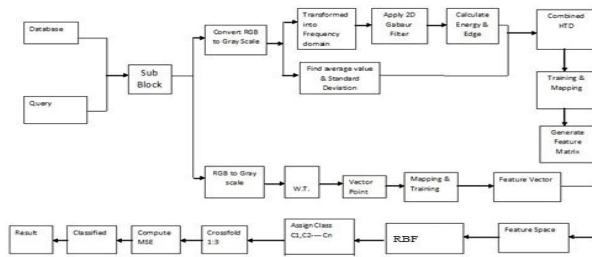 Database
Query
Sub
Block
Convert RGB
to Gray Scale
Transformed
into
Frequency
domain
Apply 2D
Gabaur
Filter
Calculate
Energy &
Edge
Combined
HTD
Find average value
& Standard
Deviation
Training &
Mapping
Generate
Feature
Matrix
RGB to Gray
scale
W.T.
Vector
Point
Mapping &
Training
Feature Vector
Result
Classified
Compute
MSE
Crossfold
1:3
Assign Class
C1,C2---- Cn
RBF
Feature Space